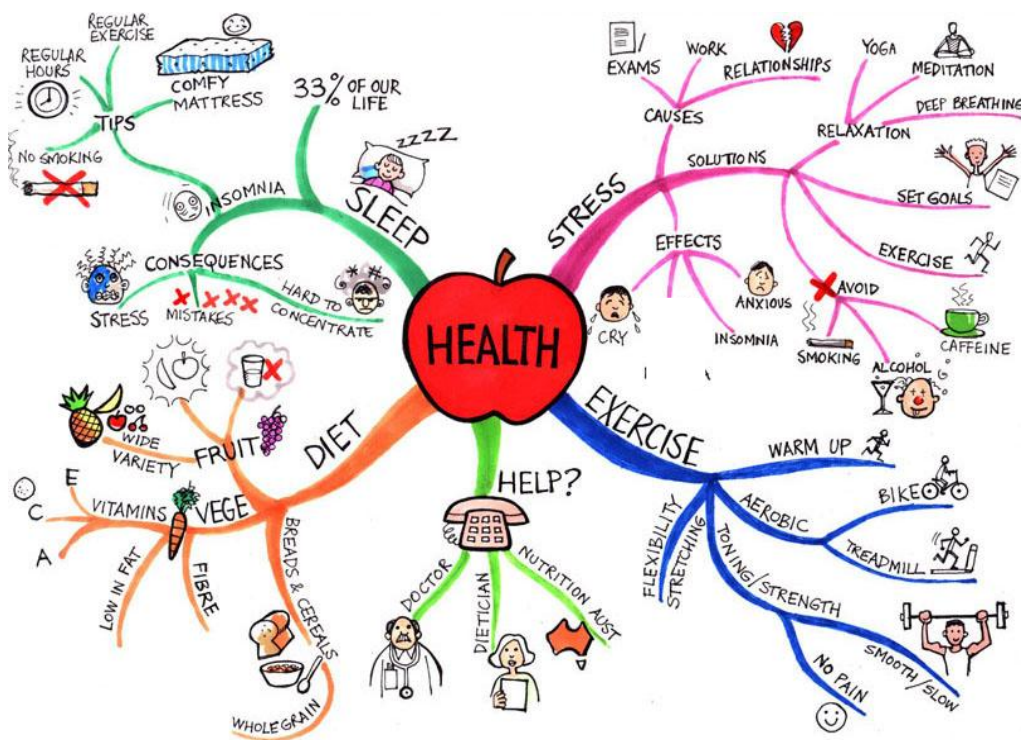 HEALTH
SLEEP
33% OF OUR
LIFE
ZZZZ
INSOMNIA
TIPS
REGULAR
EXERCISE
REGULAR
HOURS
COMFY
MATTRESS
NO SMOKING
CONSEQUENCES
STRESS
MISTAKES
HARD TO
CONCENTRATE
STRESS
CAUSES
EXAMS
WORK
RELATIONSHIPS
SOLUTIONS
RELAXATION
YOGA
MEDITATION
DEEP BREATHING
SET GOALS
EXERCISE
AVOID
SMOKING
ALCOHOL
CAFFEINE
EFFECTS
CRY
ANXIOUS
INSOMNIA
DIET
FRUIT
WIDE
VARIETY
VEGE
VITAMINS
E
C
A
LOW IN FAT
FIBRE
BREADS & CEREALS
WHOLEGRAIN
HELP?
DOCTOR
DIETICIAN
NUTRITION AUST
EXERCISE
WARM UP
AEROBIC
BIKE
TREADMILL
TONING/STRENGTH
SMOOTH/SLOW
NO PAIN
FLEXIBILITY
STRETCHING